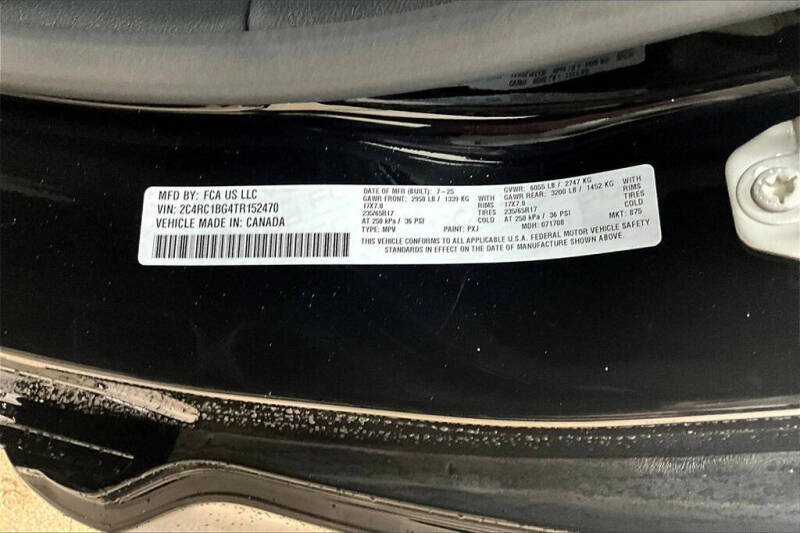 MFD BY: FCA US LLC
VIN: 2C4RC1BG4TR152470
VEHICLE MADE IN: CANADA
DATE OF MFR (BUILT): 7-25 GVWR: 6055 LB / 2747 KG
GAWR FRONT: 2950 LB / 1339 KG WITH GAWR REAR: 3200 LB / 1452 KG WITH
17X7.0 RIMS 17X7.0 RIMS
235/65R17 TIRES 235/65R17 TIRES
AT 250 kPa / 36 PSI COLD AT 250 kPa / 36 PSI COLD
TYPE: MPV PAINT: PXJ MDH: 071708 MKT: 875
THIS VEHICLE CONFORMS TO ALL APPLICABLE U.S.A. FEDERAL MOTOR VEHICLE SAFETY
STANDARDS IN EFFECT ON THE DATE OF MANUFACTURE SHOWN ABOVE.